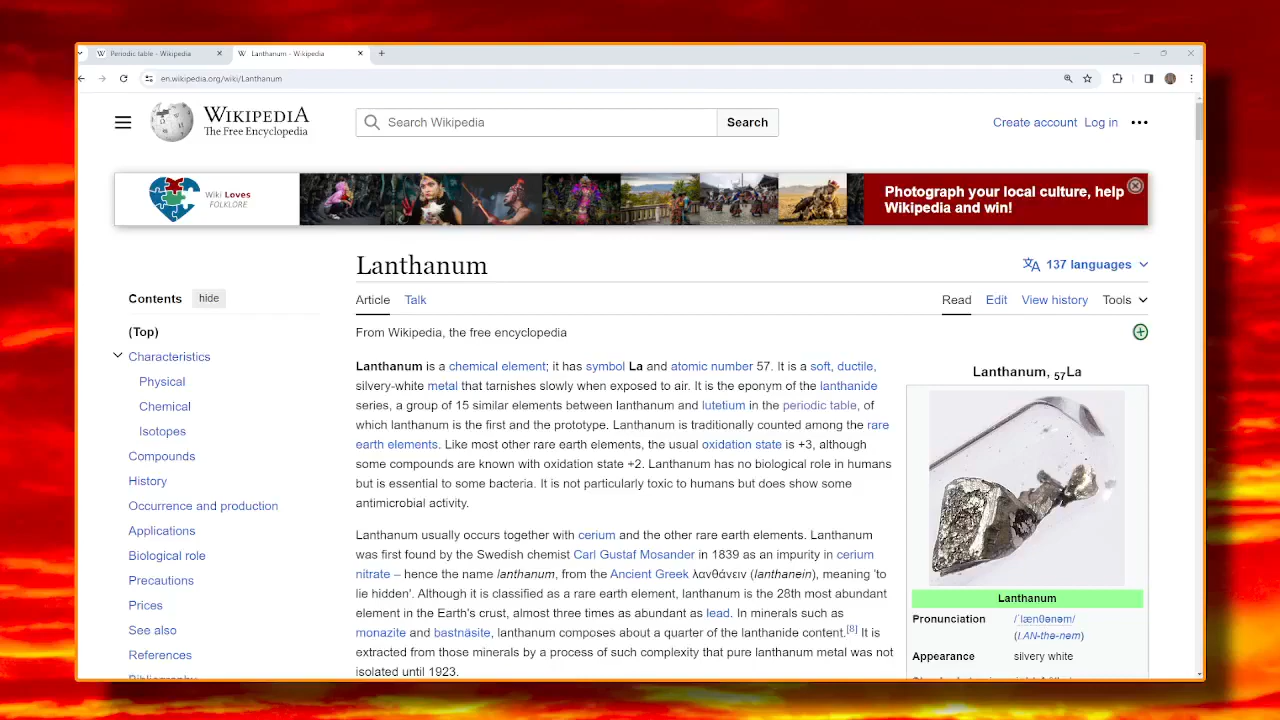 Periodic table - Wikipedia
Lanthanum - Wikipedia
en.wikipedia.org/wiki/Lanthanum
WIKIPEDIA
The Free Encyclopedia
Search Wikipedia
Search
Create account Log in
Wiki Loves
FOLKLORE
Photograph your local culture, help
Wikipedia and win!
Lanthanum
137 languages
Contents hide
Article Talk
Read Edit View history Tools
From Wikipedia, the free encyclopedia
(Top)
Characteristics
Physical
Chemical
Isotopes
Compounds
History
Occurrence and production
Applications
Biological role
Precautions
Prices
See also
References
Lanthanum is a chemical element; it has symbol La and atomic number 57. It is a soft, ductile,
silvery-white metal that tarnishes slowly when exposed to air. It is the eponym of the lanthanide
series, a group of 15 similar elements between lanthanum and lutetium in the periodic table, of
which lanthanum is the first and the prototype. Lanthanum is traditionally counted among the rare
earth elements. Like most other rare earth elements, the usual oxidation state is +3, although
some compounds are known with oxidation state +2. Lanthanum has no biological role in humans
but is essential to some bacteria. It is not particularly toxic to humans but does show some
antimicrobial activity.
Lanthanum usually occurs together with cerium and the other rare earth elements. Lanthanum
was first found by the Swedish chemist Carl Gustaf Mosander in 1839 as an impurity in cerium
nitrate – hence the name lanthanum, from the Ancient Greek λανθάνειν (lanthanein), meaning 'to
lie hidden'. Although it is classified as a rare earth element, lanthanum is the 28th most abundant
element in the Earth's crust, almost three times as abundant as lead. In minerals such as
monazite and bastnäsite, lanthanum composes about a quarter of the lanthanide content.[8] It is
extracted from those minerals by a process of such complexity that pure lanthanum metal was not
isolated until 1923.
Lanthanum, 57La
Lanthanum
Pronunciation /ˈlænθənəm/
(LAN-thə-nəm)
Appearance silvery white